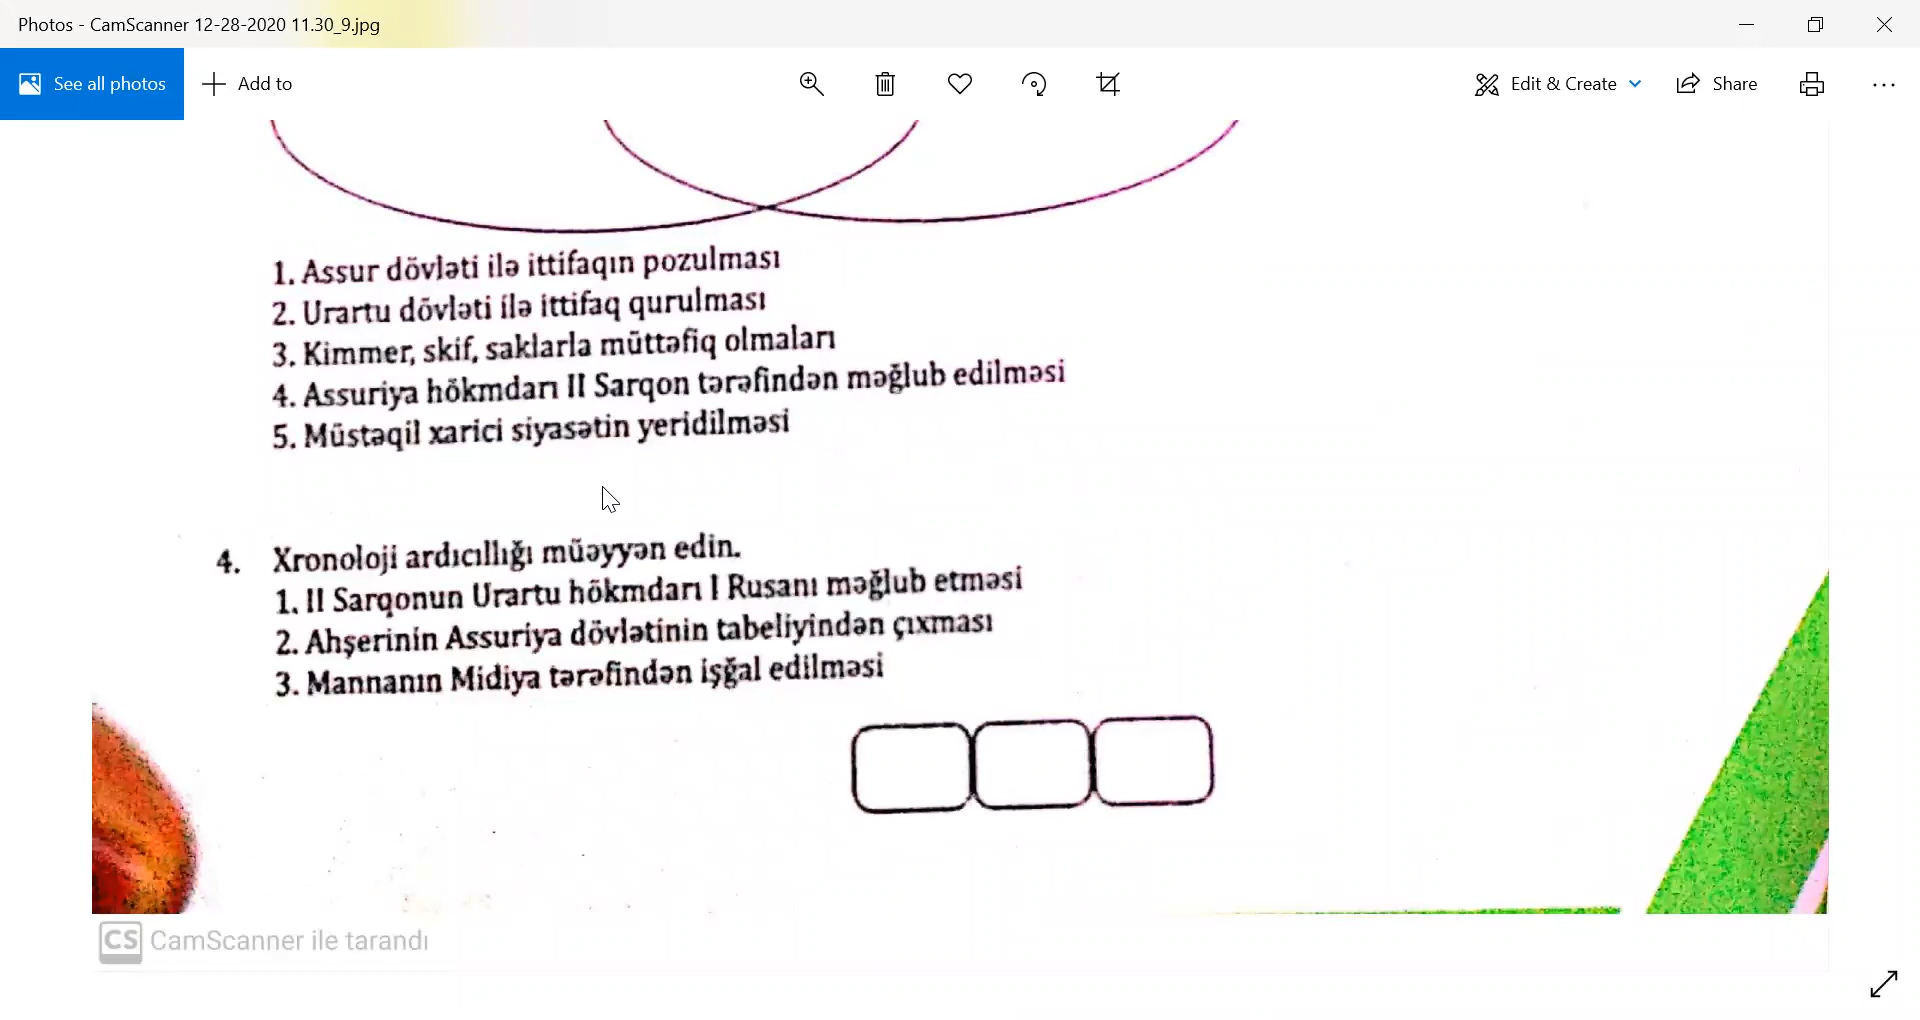 Photos - CamScanner 12-28-2020 11.30_9.jpg
See all photos
Add to
Edit & Create
Share
1. Assur dövləti ilə ittifaqın pozulması
2. Urartu dövləti ilə ittifaq qurulması
3. Kimmer, skif, saklarla müttəfiq olmaları
4. Assuriya hökmdarı II Sarqon tərəfindən məğlub edilməsi
5. Müstəqil xarici siyasətin yeridilməsi
4. Xronoloji ardıcıllığı müəyyən edin.
1. II Sarqonun Urartu hökmdarı I Rusanı məğlub etməsi
2. Ahşerinin Assuriya dövlətinin tabeliyindən çıxması
3. Mannanın Midiya tərəfindən işğal edilməsi
CS CamScanner ile tarandı